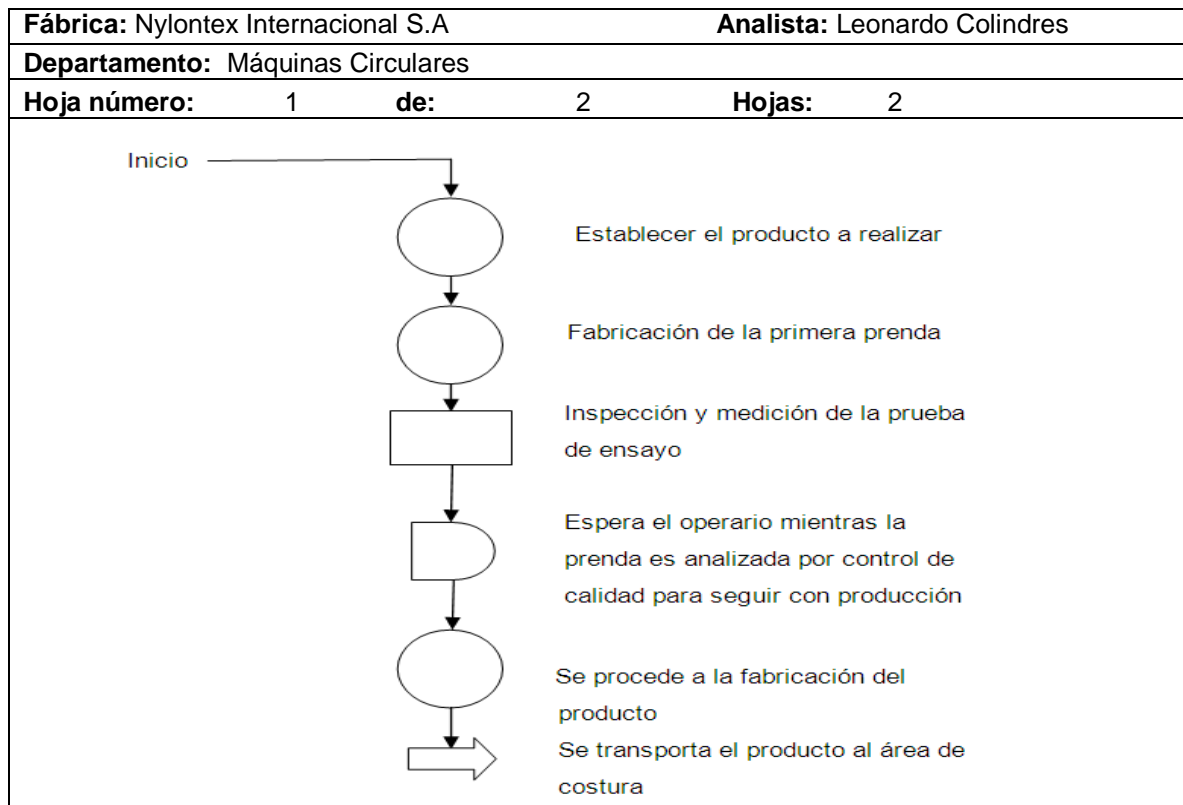 Fábrica: Nylontex Internacional S.A Analista: Leonardo Colindres
Departamento: Máquinas Circulares
Hoja número: 1 de: 2 Hojas: 2
Inicio
Establecer el producto a realizar
Fabricación de la primera prenda
Inspección y medición de la prueba
de ensayo
Espera el operario mientras la
prenda es analizada por control de
calidad para seguir con producción
Se procede a la fabricación del
producto
Se transporta el producto al área de
costura